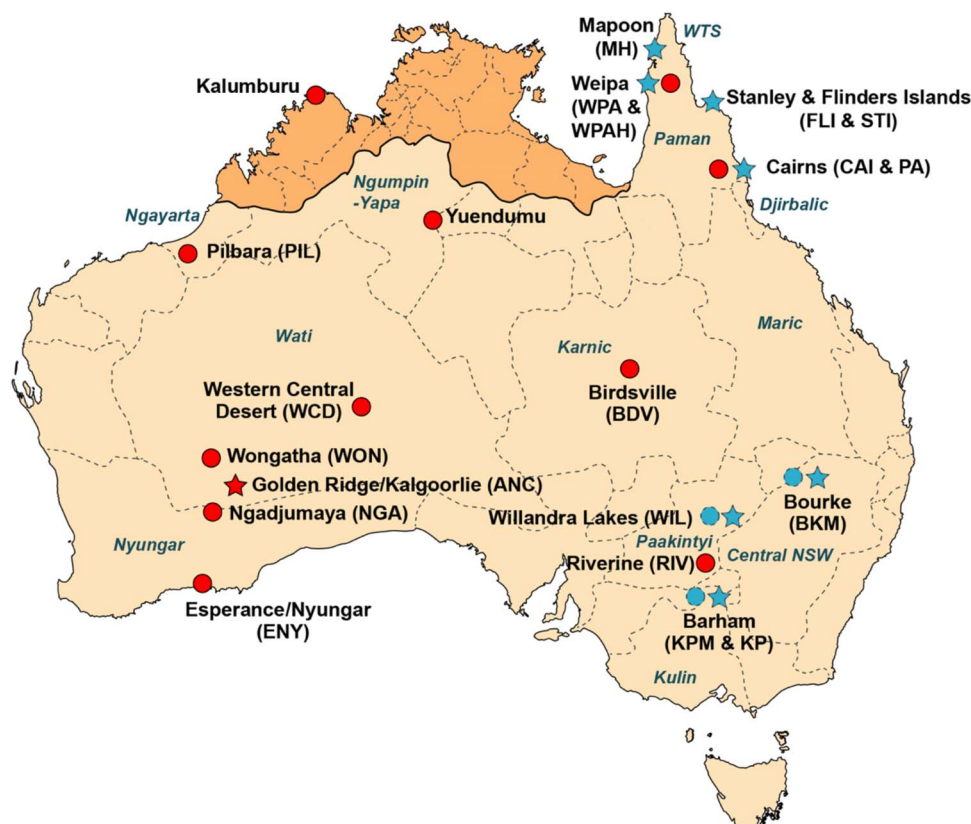 Mapoon
(MH)
WTS
Kalumburu
Weipa
(WPA &
WPAH)
Stanley & Flinders Islands
(FLI & STI)
Paman
Cairns (CAI & PA)
Ngumpin
-Yapa
Djirbalic
Ngayarta
Yuendumu
Pilbara (PIL)
Wati
Maric
Karnic
Western Central
Desert (WCD)
Birdsville
(BDV)
Wongatha (WON)
Golden Ridge/Kalgoorlie (ANC)
Bourke
(BKM)
Ngadjumaya (NGA)
Willandra Lakes (WIL)
Nyungar
Paakintyi
Central NSW
Riverine (RIV)
Esperance/Nyungar
(ENY)
Barham
(KPM & KP)
Kulin